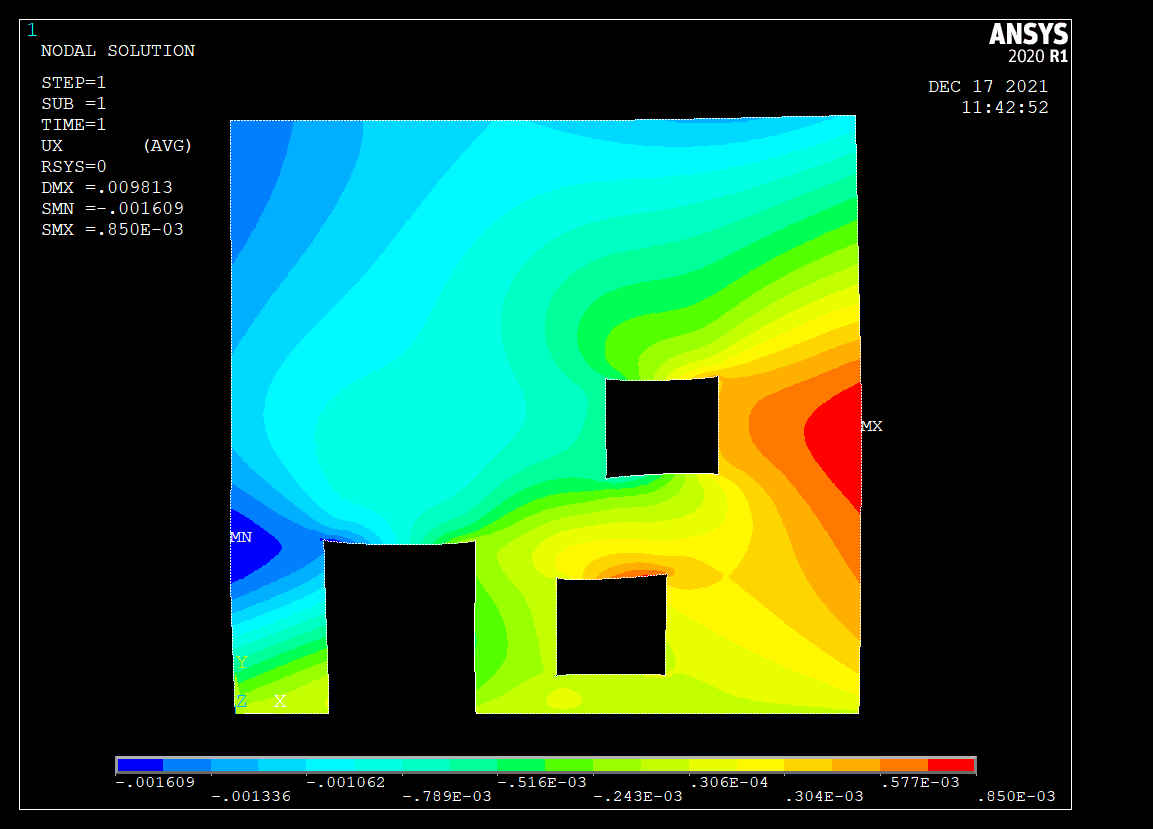 1
ANSYS
2020 R1
NODAL SOLUTION
STEP=1
SUB =1
TIME=1
UX (AVG)
RSYS=0
DMX =.009813
SMN =-.001609
SMX =.850E-03
DEC 17 2021
11:42:52
MX
MN
Y
Z X
-.001609 -.001062 -.516E-03 .306E-04 .577E-03
-.001336 -.789E-03 -.243E-03 .304E-03 .850E-03